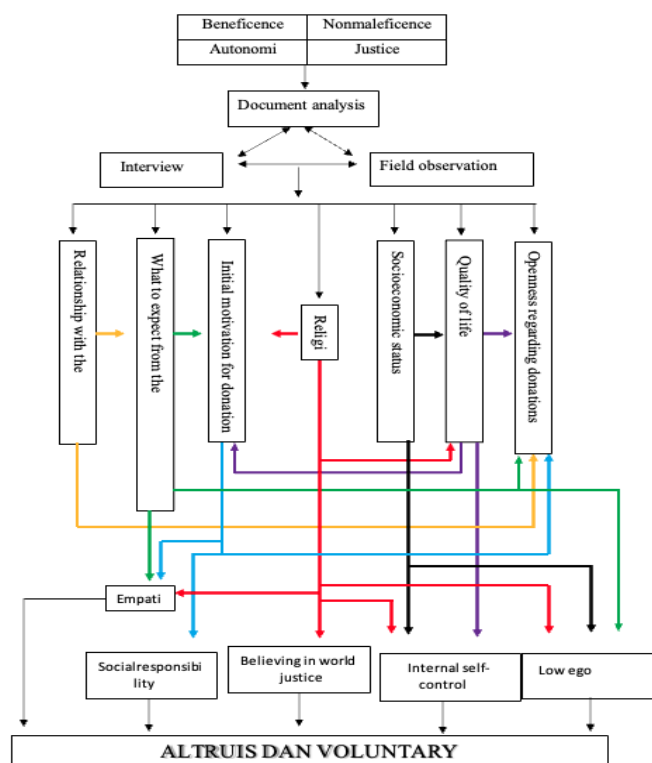 Beneficence
Nonmaleficence
Autonomi
Justice
Document analysis
Interview
Field observation
Relationship with the
What to expect from the
Initial motivation for donation
Religi
Socioeconomic status
Quality of life
Openness regarding donations
Empati
Socialresponsibi
lity
Believing in world
justice
Internal self-
control
Low ego
ALTRUIS DAN VOLUNTARY